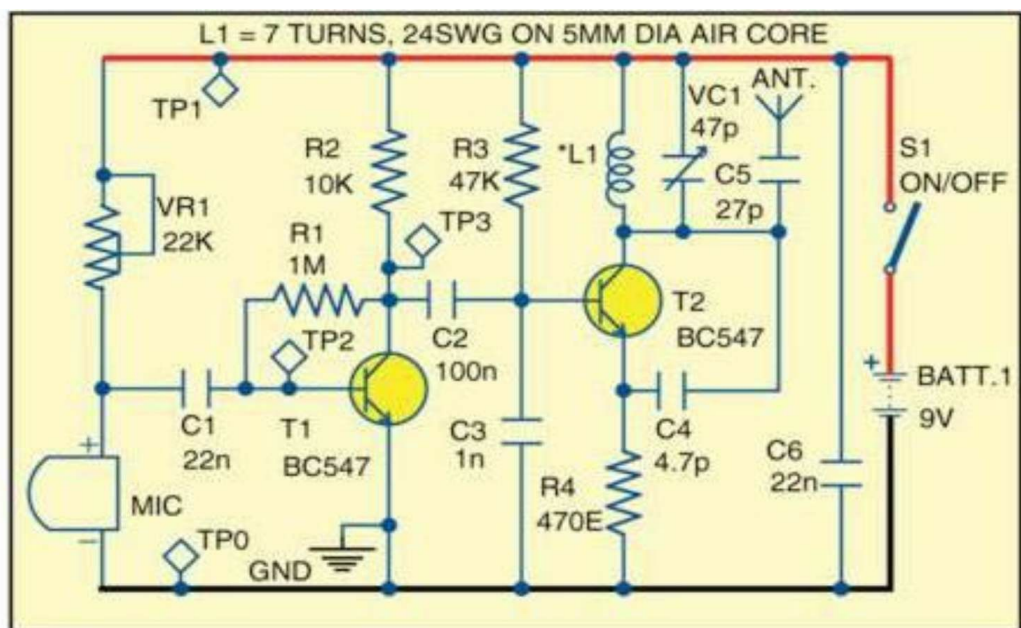 L1 = 7 TURNS, 24SWG ON 5MM DIA AIR CORE
TP1
VR1
22K
R2
10K
R1
1M
TP3
R3
47K
*L1
VC1
47p
ANT.
C5
27p
S1
ON/OFF
TP2
C2
100n
T2
BC547
C1
22n
T1
BC547
C3
1n
C4
4.7p
R4
470E
C6
22n
+
BATT.1
9V
+
MIC
–
TP0
GND